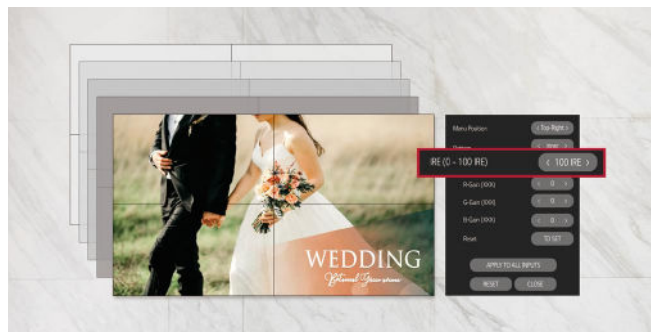 WEDDING
Menu Position
< Top-Right >
IRE (0 ~ 100 IRE)
< 100 IRE >
R-Gain (XXX)
< 0 >
G-Gain (XXX)
< 0 >
B-Gain (XXX)
< 0 >
Reset
TO SET
APPLY TO ALL INPUTS
RESET
CLOSE